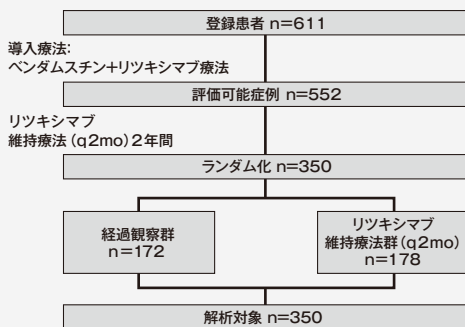 登録患者 n=611
導入療法:
ベンダムスチン+リツキシマブ療法
評価可能症例 n=552
リツキシマブ
維持療法(q2mo)2年間
ランダム化 n=350
経過観察群
n=172
リツキシマブ
維持療法群(q2mo)
n=178
解析対象 n=350